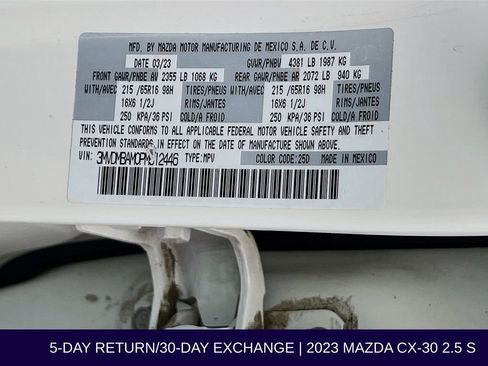 MFD. BY MAZDA MOTOR MANUFACTURING DE MEXICO S.A. DE C.V.
DATE 03/23 GVWR/PNBV 4381 LB 1987 KG
FRONT GAWR/PNBE AV 2355 LB 1068 KG REAR GAWR/PNBE AR 2072 LB 940 KG
WITH/AVEC 215 /65R16 98H TIRES/PNEUS WITH/AVEC 215 /65R16 98H TIRES/PNEUS
16X6 1/2J RIMS/JANTES 16X6 1/2J RIMS/JANTES
250 KPA/36 PSI COLD/A FROID 250 KPA/36 PSI COLD/A FROID
THIS VEHICLE CONFORMS TO ALL APPLICABLE FEDERAL MOTOR VEHICLE SAFETY AND THEFT
PREVENTION STANDARDS IN EFFECT ON THE DATE OF MANUFACTURE SHOWN ABOVE.
VIN: TYPE: MPV COLOR CODE:25D MADE IN MEXICO
5-DAY RETURN/30-DAY EXCHANGE | 2023 MAZDA CX-30 2.5 S